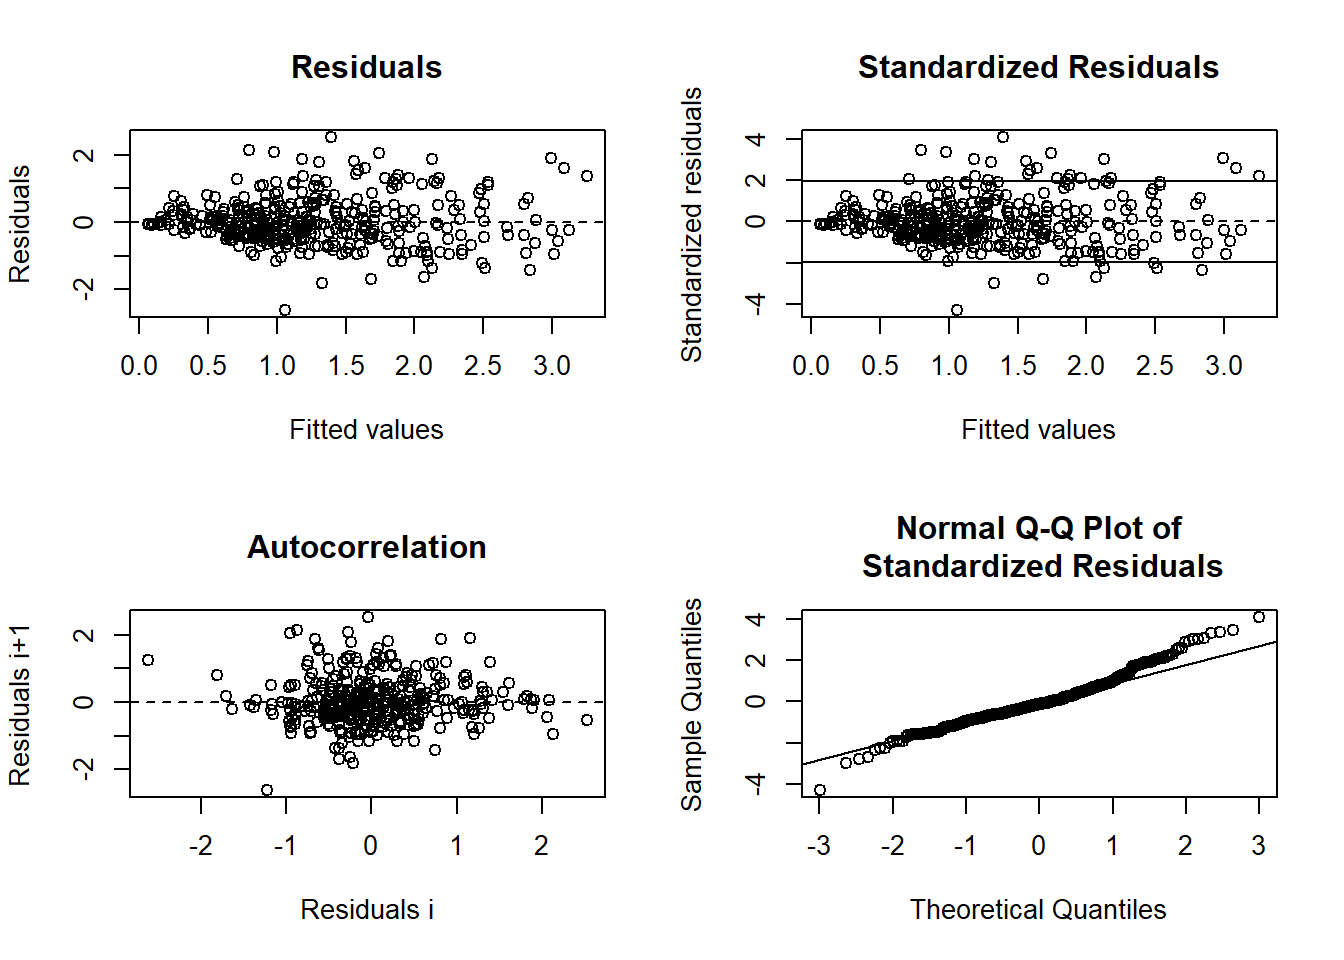 Residuals
Residuals
2
0
-2
0.0 0.5 1.0 1.5 2.0 2.5 3.0
Fitted values
Standardized Residuals
Standardized residuals
4
2
0
-4
0.0 0.5 1.0 1.5 2.0 2.5 3.0
Fitted values
Autocorrelation
Residuals i+1
2
0
-2
-2 -1 0 1 2
Residuals i
Normal Q-Q Plot of
Standardized Residuals
Sample Quantiles
4
2
0
-4
-3 -2 -1 0 1 2 3
Theoretical Quantiles